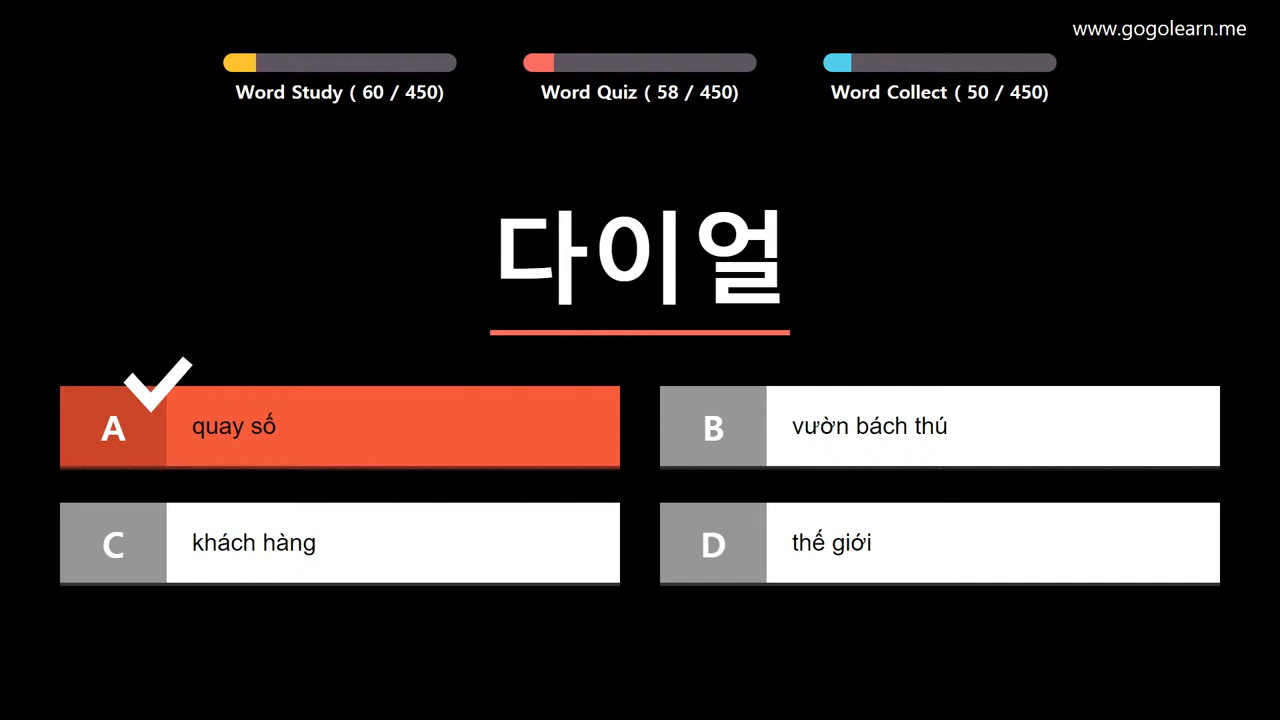 www.gogolearn.me
Word Study ( 60 / 450)
Word Quiz ( 58 / 450)
Word Collect ( 50 / 450)
다이얼
A quay số
B vườn bách thú
C khách hàng
D thế giới